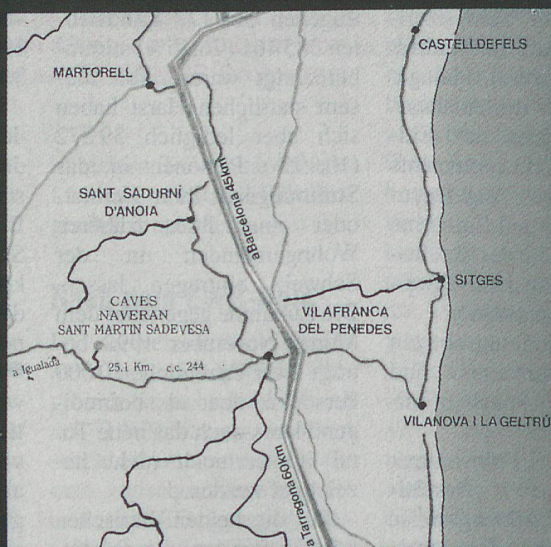 CASTELLDEFELS
MARTORELL
a Barcelona 45 km
SANT SADURNÍ
D'ANOIA
SITGES
CAVES
NAVERAN
SANT MARTIN SADEVESA
VILAFRANCA
DEL PENEDES
a Igualada
25.1 Km. c.c. 244
VILANOVA I LA GELTRÚ
a Tarragona 60 km